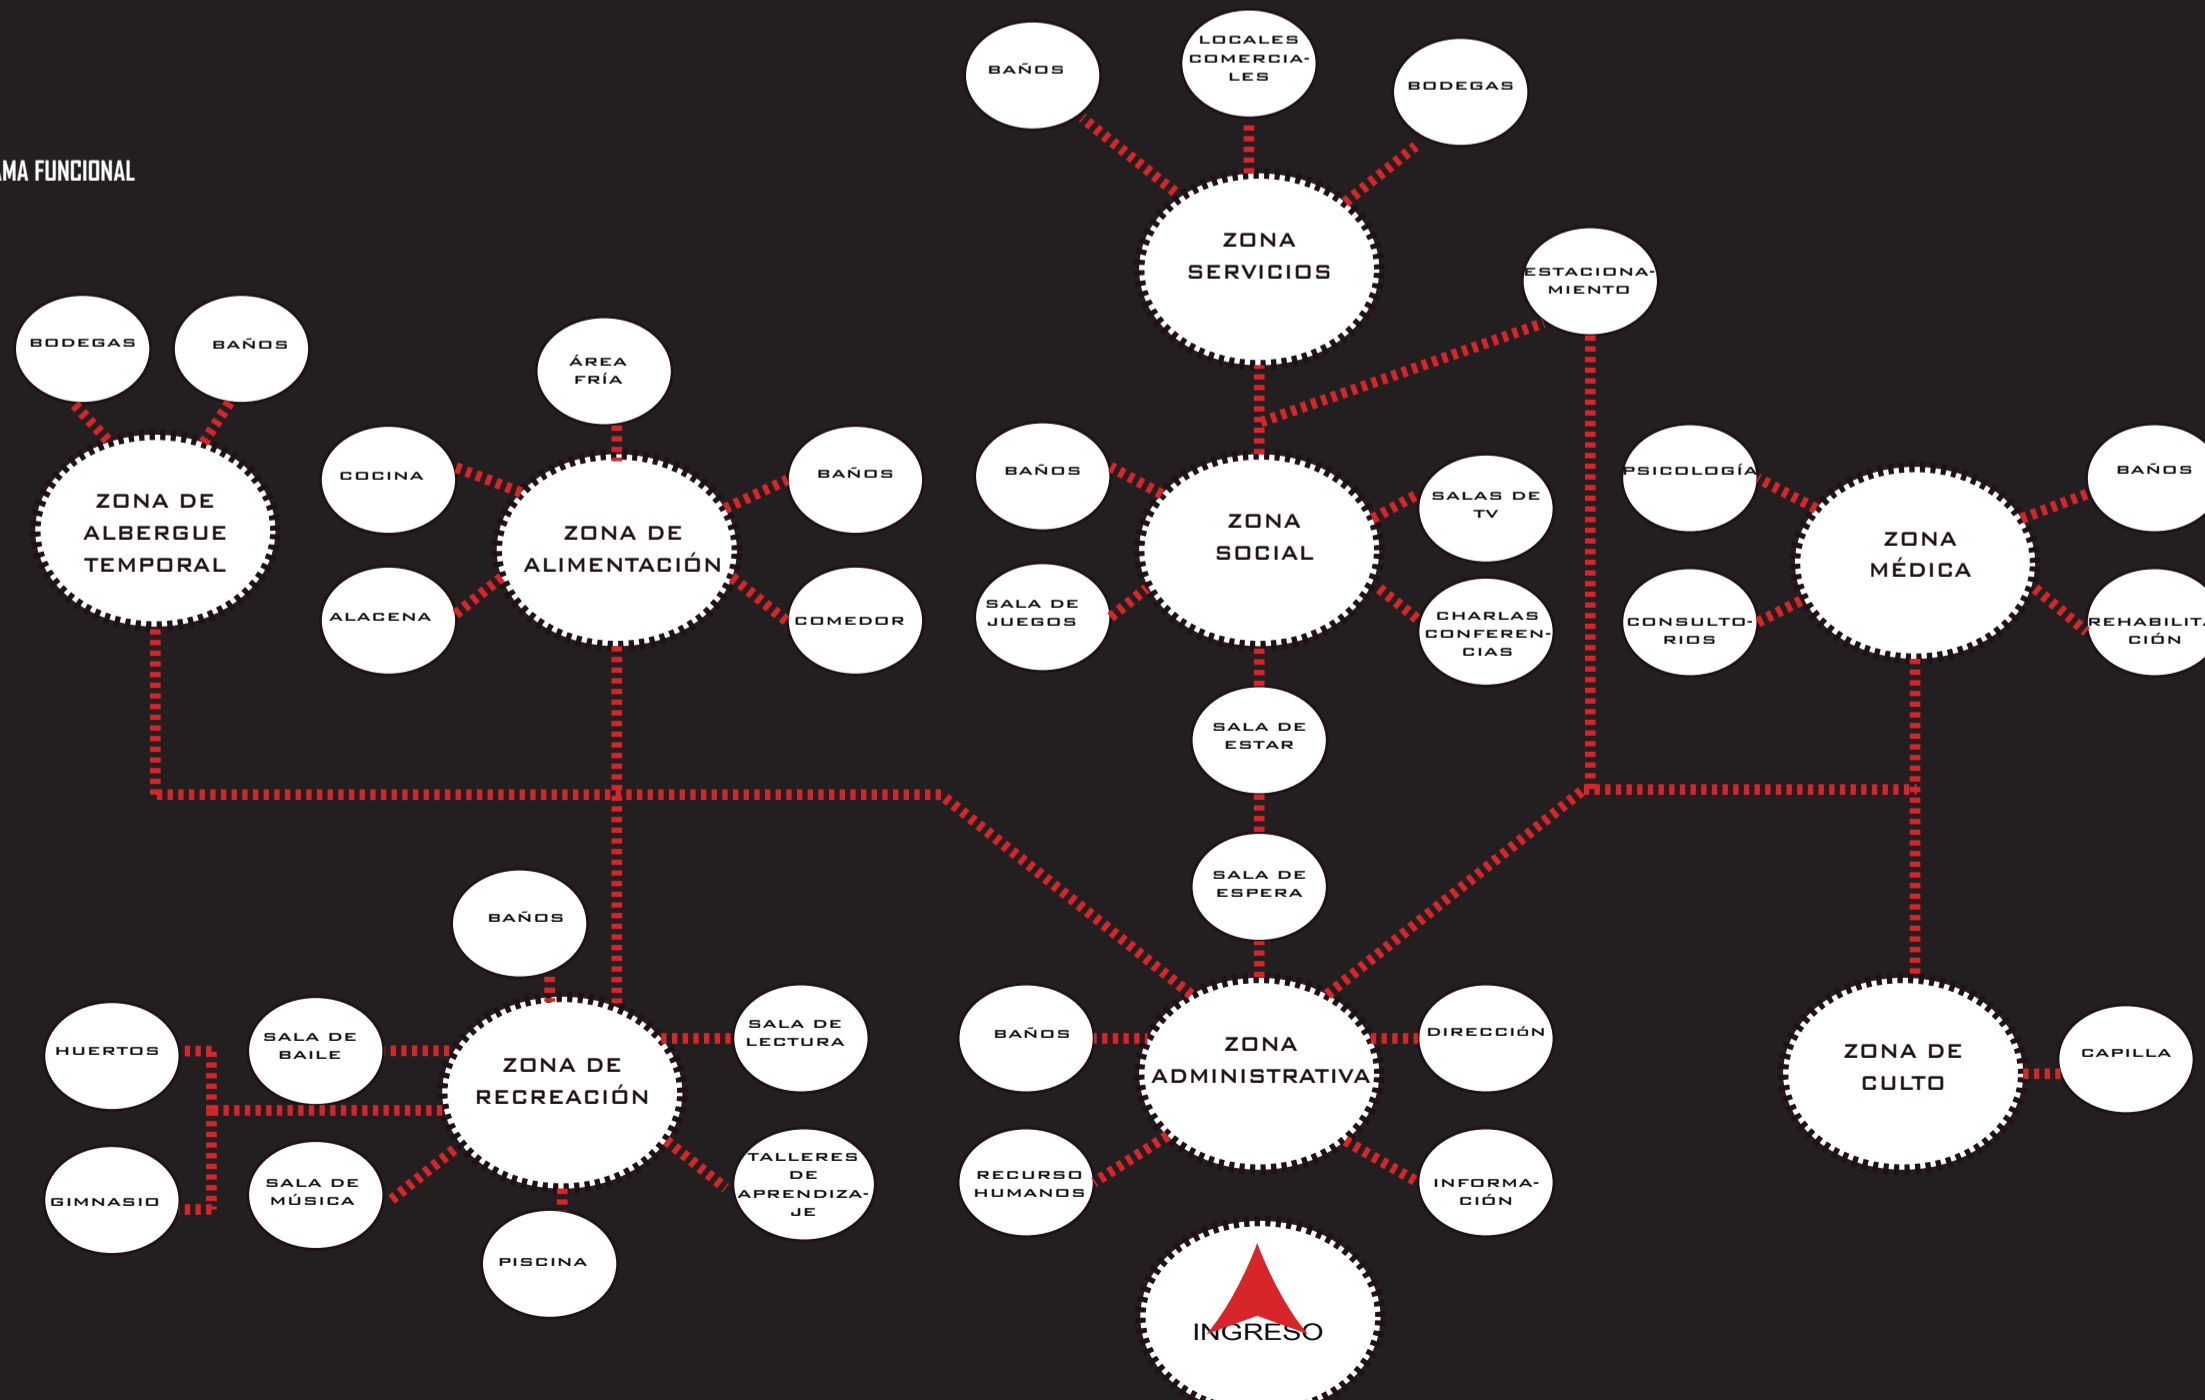 BAÑOS
LOCALES
COMERCIA-
LES
BODEGAS
AMA FUNCIONAL
ZONA
SERVICIOS
ESTACIONA-
MIENTO
BODEGAS
BAÑOS
ÁREA
FRÍA
COCINA
BAÑOS
ALACENA
COMEDOR
ZONA DE
ALBERGUE
TEMPORAL
ZONA DE
ALIMENTACIÓN
BAÑOS
SALAS DE
TV
ZONA
SOCIAL
SALA DE
JUEGOS
CHARLAS
CONFEREN-
CIAS
PSICOLOGÍA
BAÑOS
ZONA
MÉDICA
CONSULTO-
RIOS
REHABILITA
CIÓN
SALA DE
ESTAR
SALA DE
ESPERA
BAÑOS
HUERTOS
SALA DE
BAILE
SALA DE
LECTURA
ZONA DE
RECREACIÓN
GIMNASIO
SALA DE
MÚSICA
TALLERES
DE
APRENDIZA-
JE
PISCINA
BAÑOS
DIRECCIóN
ZONA
ADMINISTRATIVA
RECURSO
HUMANOS
INFORMA-
CIÓN
ZONA DE
CULTO
CAPILLA
INGRESO